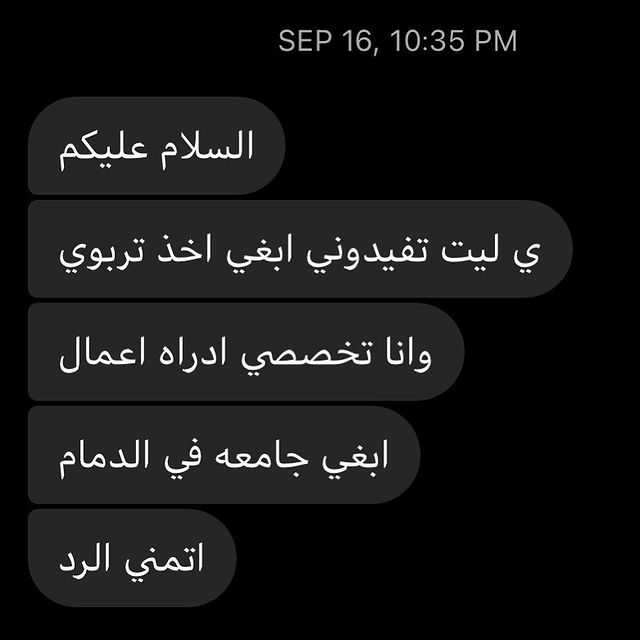 SEP 16, 10:35 PM
السلام عليكم
ي ليت تفيدوني ابغي اخذ تربوي
وانا تخصصي ادراه اعمال
ابغي جامعه في الدمام
اتمني الرد